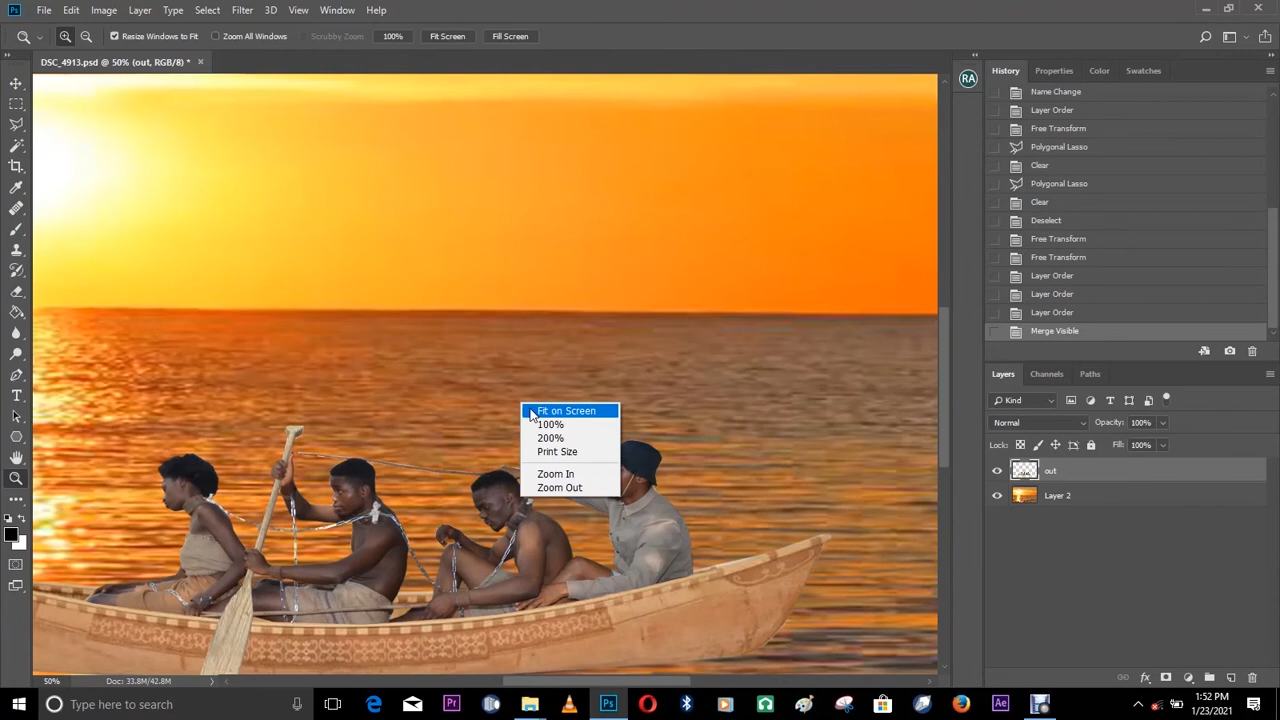 Ps File Edit Image Layer Type Select Filter 3D View Window Help
Resize Windows to Fit Zoom All Windows Scrubby Zoom 100% Fit Screen Fill Screen
DSC_4913.psd @ 50% (out, RGB/8) * ×
RA
History Properties Color Swatches
Name Change
Layer Order
Free Transform
Polygonal Lasso
Clear
Polygonal Lasso
Clear
Deselect
Free Transform
Free Transform
Layer Order
Layer Order
Layer Order
Merge Visible
Layers Channels Paths
Kind
Normal Opacity: 100%
Lock: Fill: 100%
out
Layer 2
Fit on Screen
100%
200%
Print Size
Zoom In
Zoom Out
50% Doc: 33.8M/42.8M
Type here to search
Pr
Ps
Ae
1:52 PM
1/23/2021